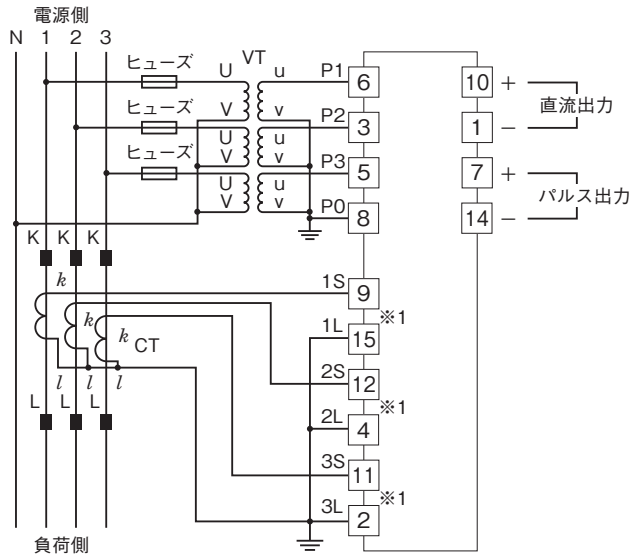 電源側
N 1 2 3
ヒューズ U VT u P1 6 10 +
直流出力
V v
ヒューズ U u P2 3 1 −
V v
ヒューズ U u P3 5 7 +
パルス出力
V v P0 8 14 −
K K K
k 1S 9
※1
k 1L 15
k CT
2S 12
l l l
※1
L L L 2L 4
3S 11
※1
3L 2
負荷側